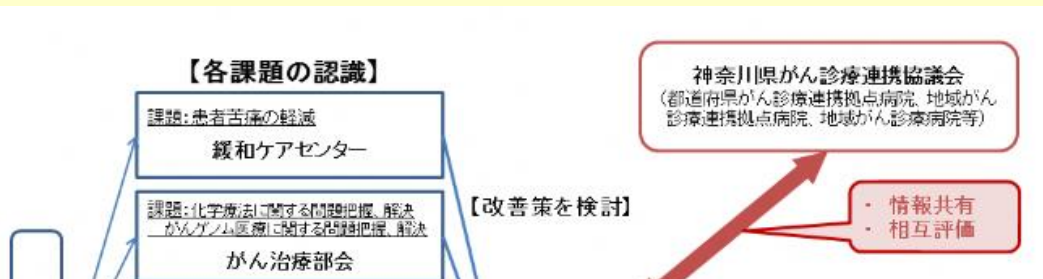 【各課題の認識】
課題：患者苦痛の軽減
緩和ケアセンター
課題：化学療法に関する問題把握、解決
がんゲノム医療に関する問題把握、解決
がん治療部会
【改善策を検討】
神奈川県がん診療連携協議会
（都道府県がん診療連携拠点病院、地域がん
診療連携拠点病院、地域がん診療病院等）
・ 情報共有
・ 相互評価